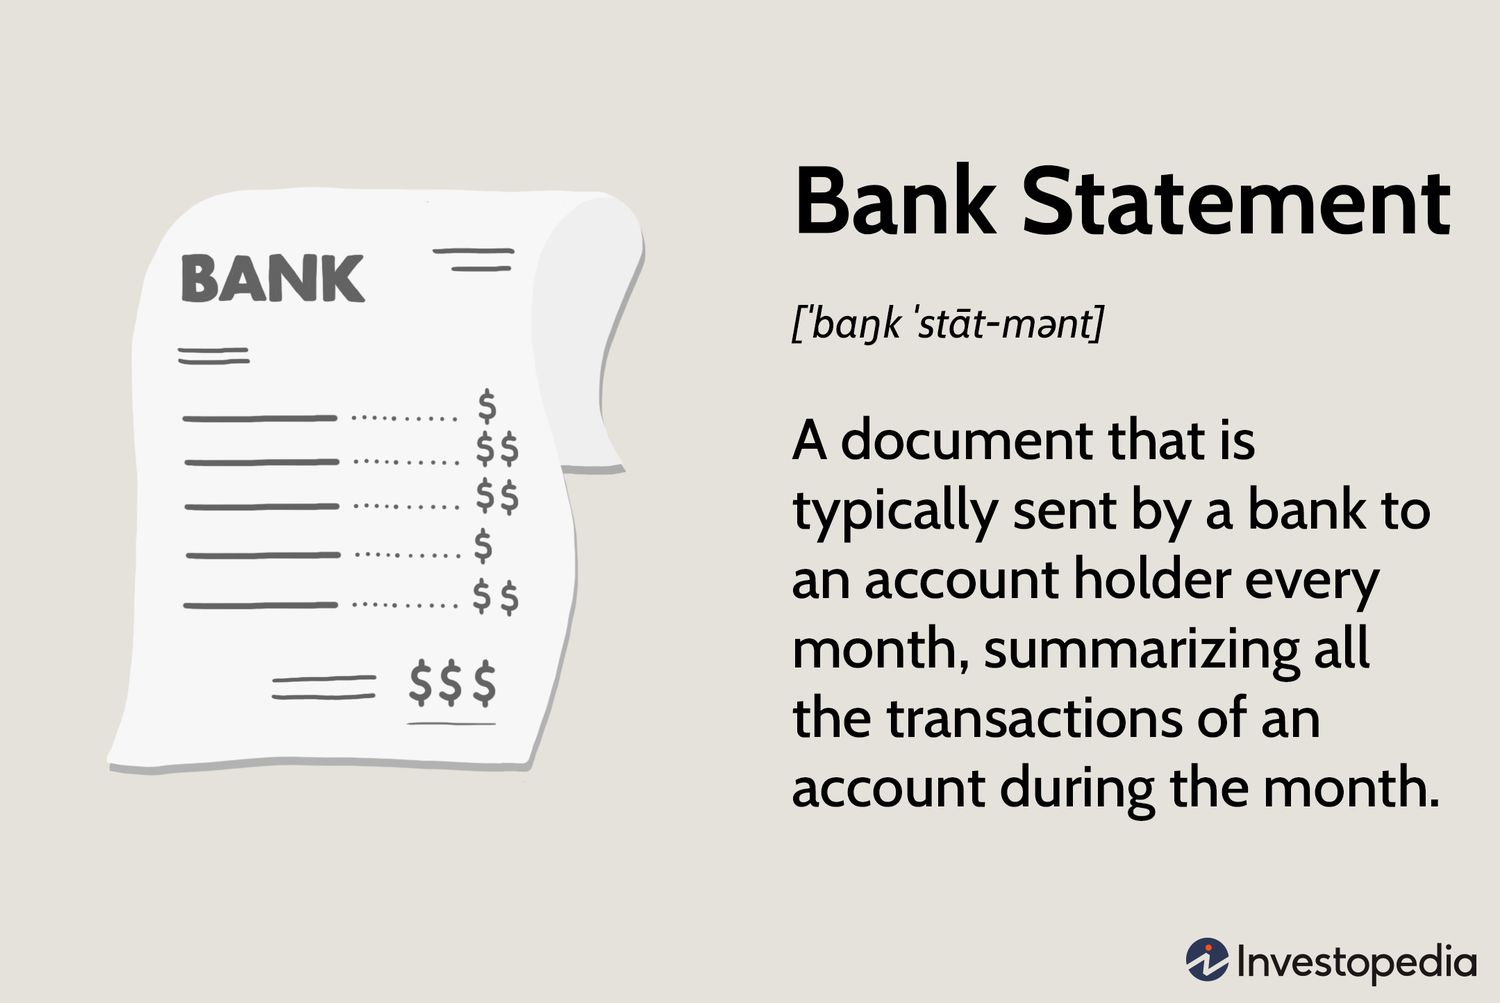 BANK
$
$$
$$
$
$$
$$$
Bank Statement
[ˈbaŋk ˈstāt-mənt]
A document that is
typically sent by a bank to
an account holder every
month, summarizing all
the transactions of an
account during the month.
Investopedia